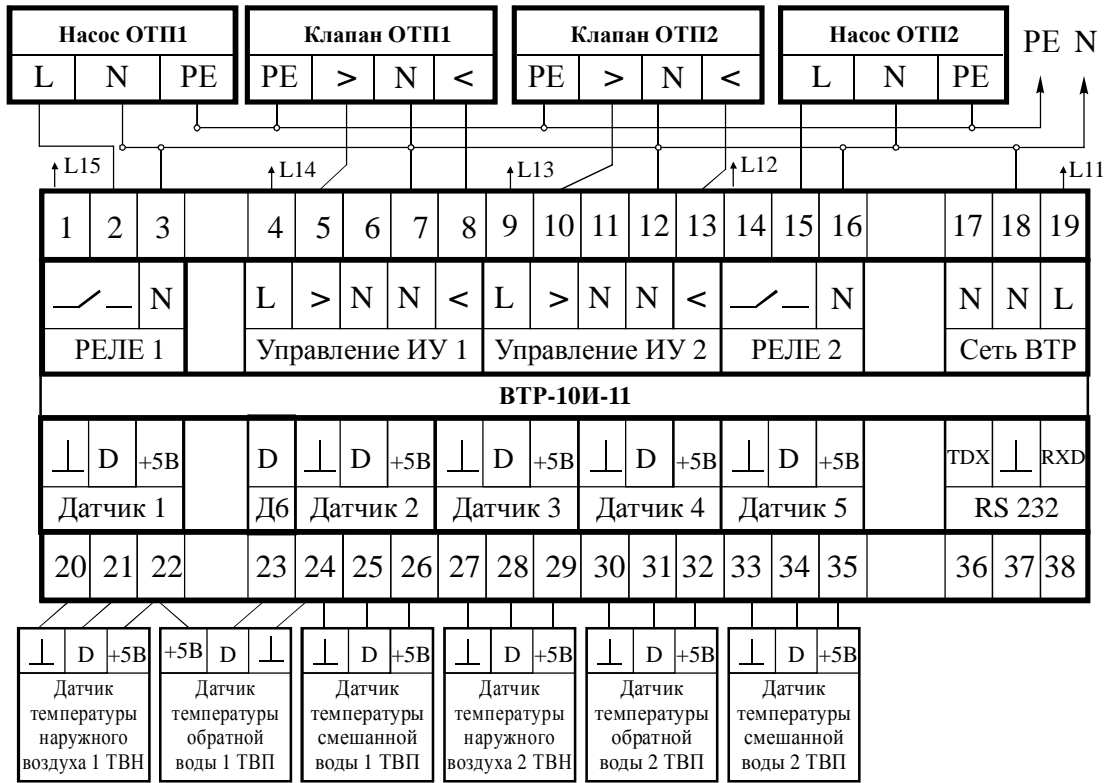 Насос ОТП1 Клапан ОТП1 Клапан ОТП2 Насос ОТП2 PE N
L N PE PE > N < PE > N < L N PE
L15 L14 L13 L12 L11
1 2 3 4 5 6 7 8 9 10 11 12 13 14 15 16 17 18 19
N L > N N < L > N N < N N N L
РЕЛЕ 1 Управление ИУ 1 Управление ИУ 2 РЕЛЕ 2 Сеть ВТР
ВТР-10И-11
⊥ D +5В D ⊥ D +5В ⊥ D +5В ⊥ D +5В ⊥ D +5В TDX ⊥ RXD
Датчик 1 Д6 Датчик 2 Датчик 3 Датчик 4 Датчик 5 RS 232
20 21 22 23 24 25 26 27 28 29 30 31 32 33 34 35 36 37 38
⊥ D +5В +5В D ⊥ ⊥ D +5В ⊥ D +5В ⊥ D +5В ⊥ D +5В
Датчик
температуры
наружного
воздуха 1 ТВН
Датчик
температуры
обратной
воды 1 ТВП
Датчик
температуры
смешанной
воды 1 ТВП
Датчик
температуры
наружного
воздуха 2 ТВН
Датчик
температуры
обратной
воды 2 ТВП
Датчик
температуры
смешанной
воды 2 ТВП